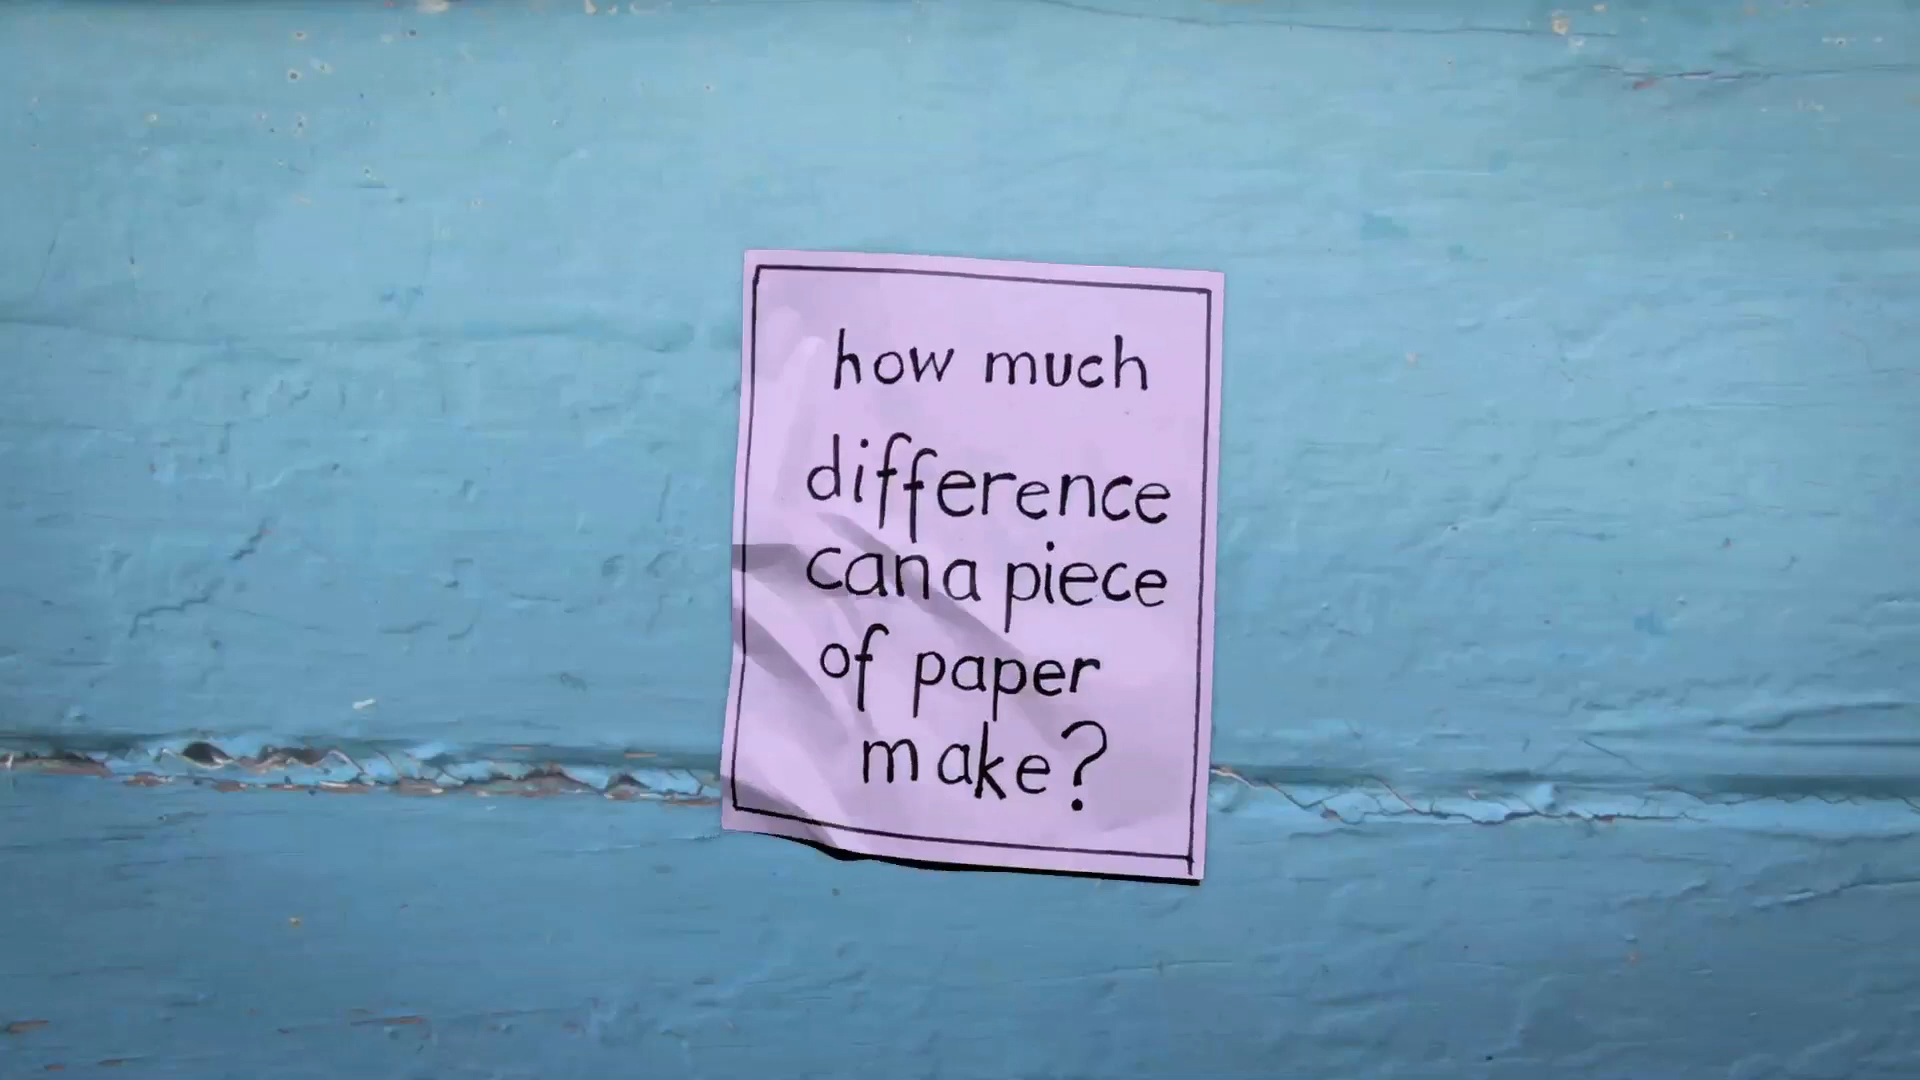 how much
difference
can a piece
of paper
make?